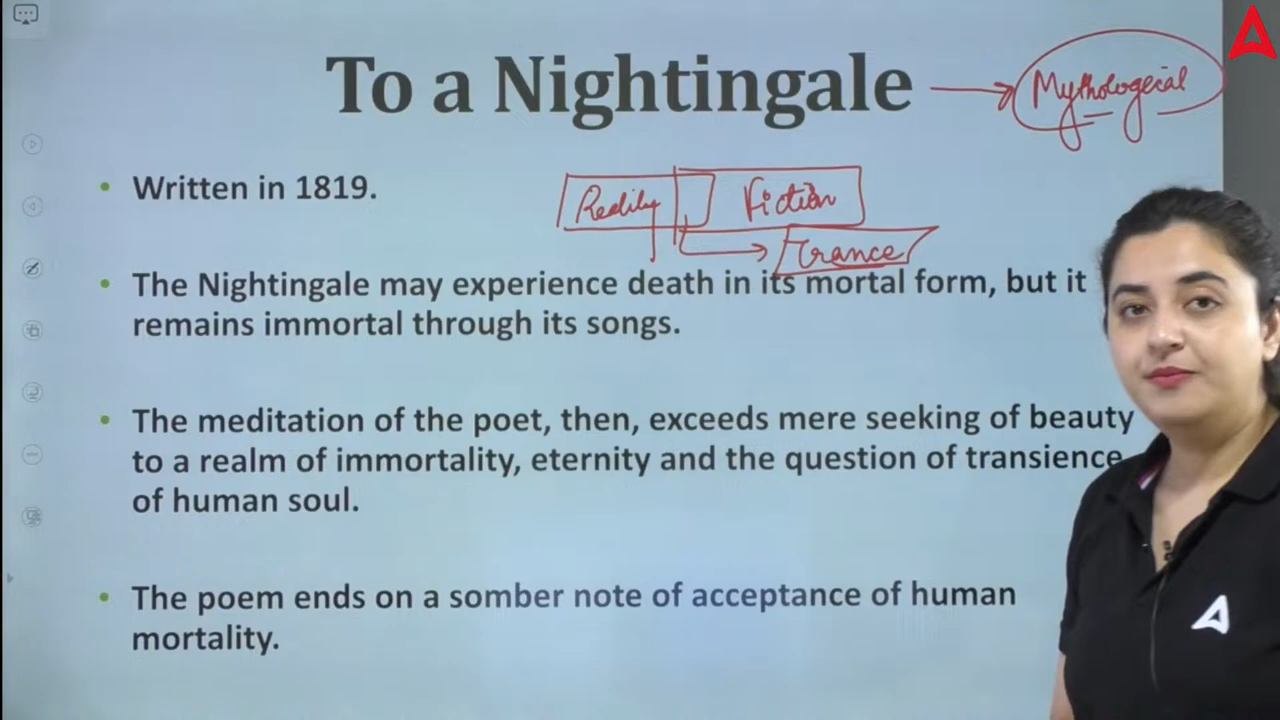 To a Nightingale
Mythological
• Written in 1819.
Reality Fiction
Trance
• The Nightingale may experience death in its mortal form, but it
remains immortal through its songs.
• The meditation of the poet, then, exceeds mere seeking of beauty
to a realm of immortality, eternity and the question of transience
of human soul.
• The poem ends on a somber note of acceptance of human
mortality.